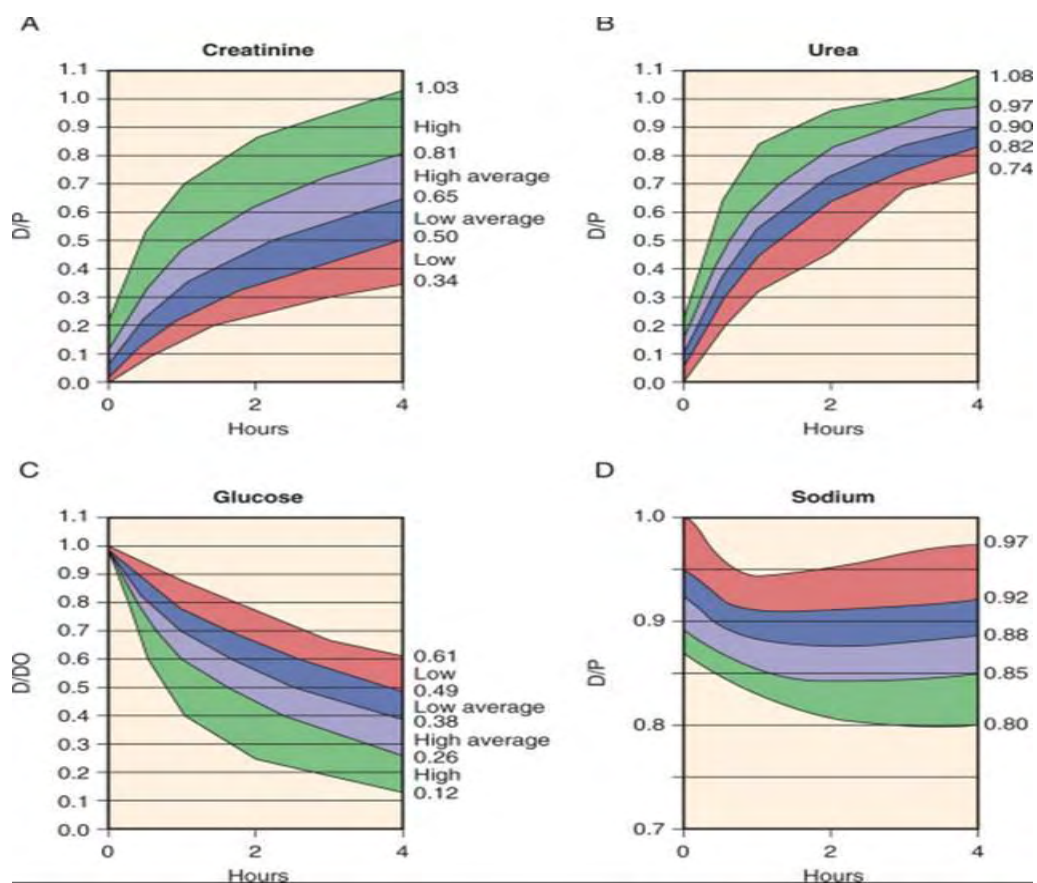 A
Creatinine
1.1
1.0
0.9
0.8
0.7
0.6
0.5
0.4
0.3
0.2
0.1
0.0
D/P
0 2 4
Hours
1.03
High
0.81
High average
0.65
Low average
0.50
Low
0.34
B
Urea
1.1
1.0
0.9
0.8
0.7
0.6
0.5
0.4
0.3
0.2
0.1
0.0
D/P
0 2 4
Hours
1.08
0.97
0.90
0.82
0.74
C
Glucose
1.1
1.0
0.9
0.8
0.7
0.6
0.5
0.4
0.3
0.2
0.1
0.0
D/DO
0 2 4
Hours
0.61
Low
0.49
Low average
0.38
High average
0.26
High
0.12
D
Sodium
1.0
0.9
0.8
0.7
D/P
0 2 4
Hours
0.97
0.92
0.88
0.85
0.80